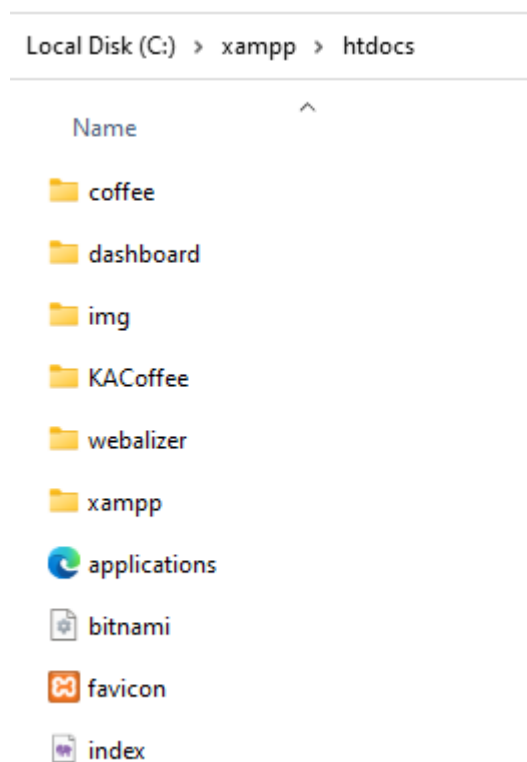 Local Disk (C:) > xampp > htdocs
Name
coffee
dashboard
img
KACoffee
webalizer
xampp
applications
bitnami
favicon
index